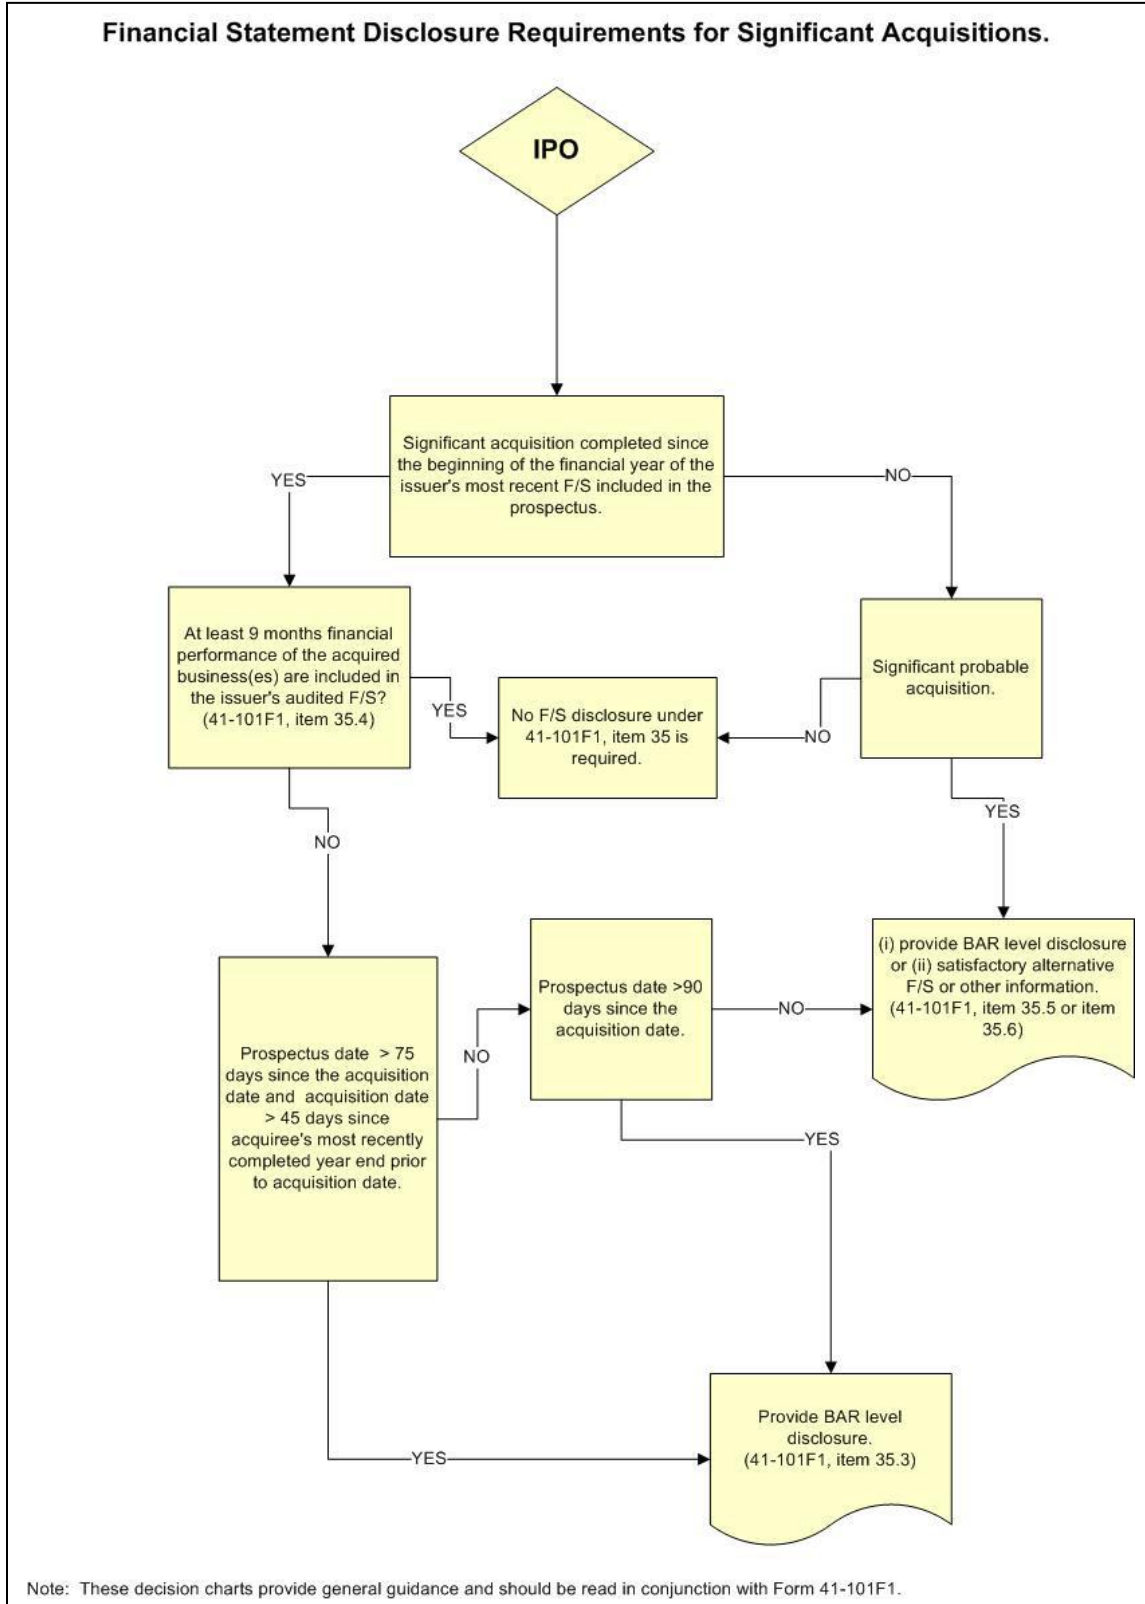 Financial Statement Disclosure Requirements for Significant Acquisitions.
IPO
Significant acquisition completed since
the beginning of the financial year of the
issuer's most recent F/S included in the
prospectus.
YES
NO
At least 9 months financial
performance of the acquired
business(es) are included in
the issuer's audited F/S?
(41-101F1, item 35.4)
YES
No F/S disclosure under
41-101F1, item 35 is
required.
NO
Significant probable
acquisition.
NO
YES
Prospectus date > 75
days since the acquisition
date and acquisition date
> 45 days since
acquiree's most recently
completed year end prior
to acquisition date.
NO
Prospectus date >90
days since the
acquisition date.
NO
(i) provide BAR level disclosure
or (ii) satisfactory alternative
F/S or other information.
(41-101F1, item 35.5 or item
35.6)
YES
YES
Provide BAR level
disclosure.
(41-101F1, item 35.3)
Note: These decision charts provide general guidance and should be read in conjunction with Form 41-101F1.